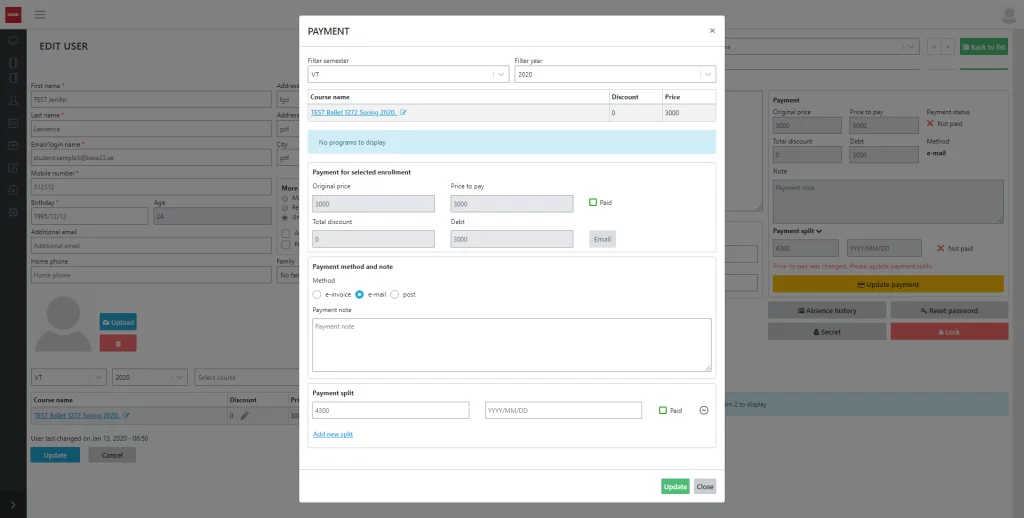 EDIT USER
Back to list
First name *
TEST Jenifer
Last name *
Lawrence
Email/login name *
student.sample3@base23.se
Mobile number *
312312
Birthday *
Age
1995/12/12
24
Additional email
Additional email
Home phone
Home phone
Address
fgd
Address
gdf
City
gdf
More
Family
Upload
VT
2020
Select course
Course name
Discount
TEST Ballet 1272 Spring 2020.
0
User last changed on Jan 13, 2020 - 06:50
Update
Cancel
PAYMENT
×
Filter semester
Filter year
VT
2020
Course name
Discount
Price
TEST Ballet 1272 Spring 2020.
0
3000
No programs to display
Payment for selected enrollment
Original price
Price to pay
3000
3000
Paid
Total discount
Debt
0
3000
Email
Payment method and note
Method
e-invoice
e-mail
post
Payment note
Payment note
Payment split
4300
YYYY/MM/DD
Paid
Add new split
Update
Close
Payment
Original price
Price to pay
Payment status
3000
3000
Not paid
Total discount
Debt
Method
0
3000
e-mail
Note
Payment note
Payment split
4300
YYYY/MM/DD
Not paid
Price-to-pay was changed. Please update payment splits.
Update payment
Absence history
Reset password
Secret
Lock
2 to display